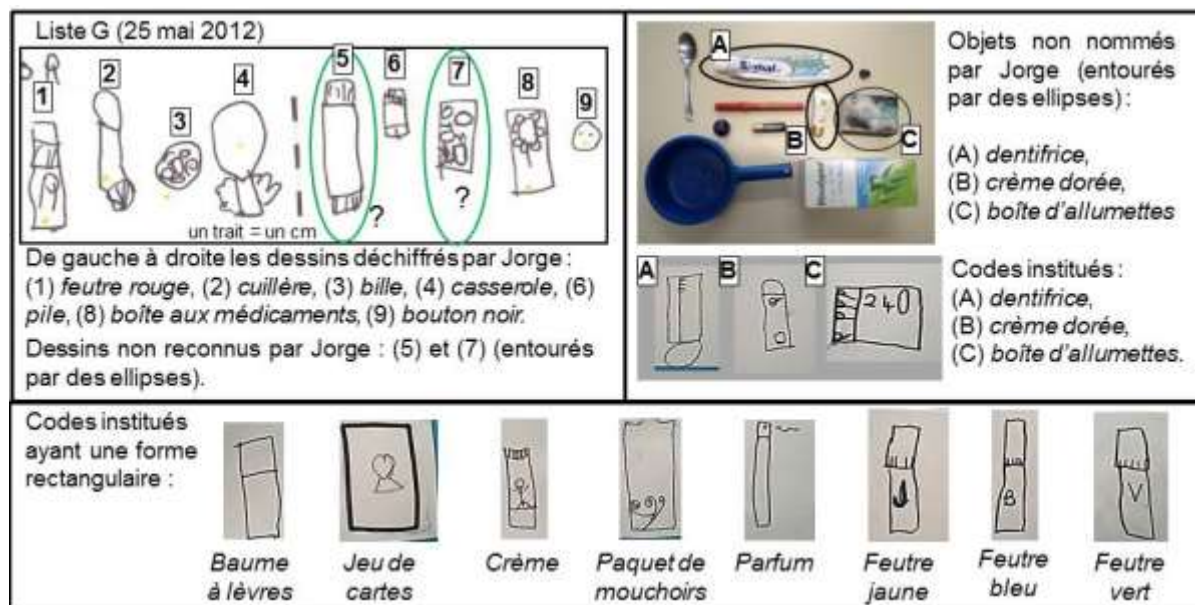 Liste G (25 mai 2012)
1
2
3
4
5
6
7
8
9
?
?
un trait = un cm
De gauche à droite les dessins déchiffrés par Jorge :
(1) feutre rouge, (2) cuillère, (3) bille, (4) casserole, (6)
pile, (8) boîte aux médicaments, (9) bouton noir.
Dessins non reconnus par Jorge : (5) et (7) (entourés
par des ellipses).
A
B
C
Objets non nommés
par Jorge (entourés
par des ellipses) :
(A) dentifrice,
(B) crème dorée,
(C) boîte d'allumettes
A
B
C
240
Codes institués :
(A) dentifrice,
(B) crème dorée,
(C) boîte d'allumettes.
Codes institués
ayant une forme
rectangulaire :
B
V
Baume
à lèvres
Jeu de
cartes
Crème
Paquet de
mouchoirs
Parfum
Feutre
jaune
Feutre
bleu
Feutre
vert